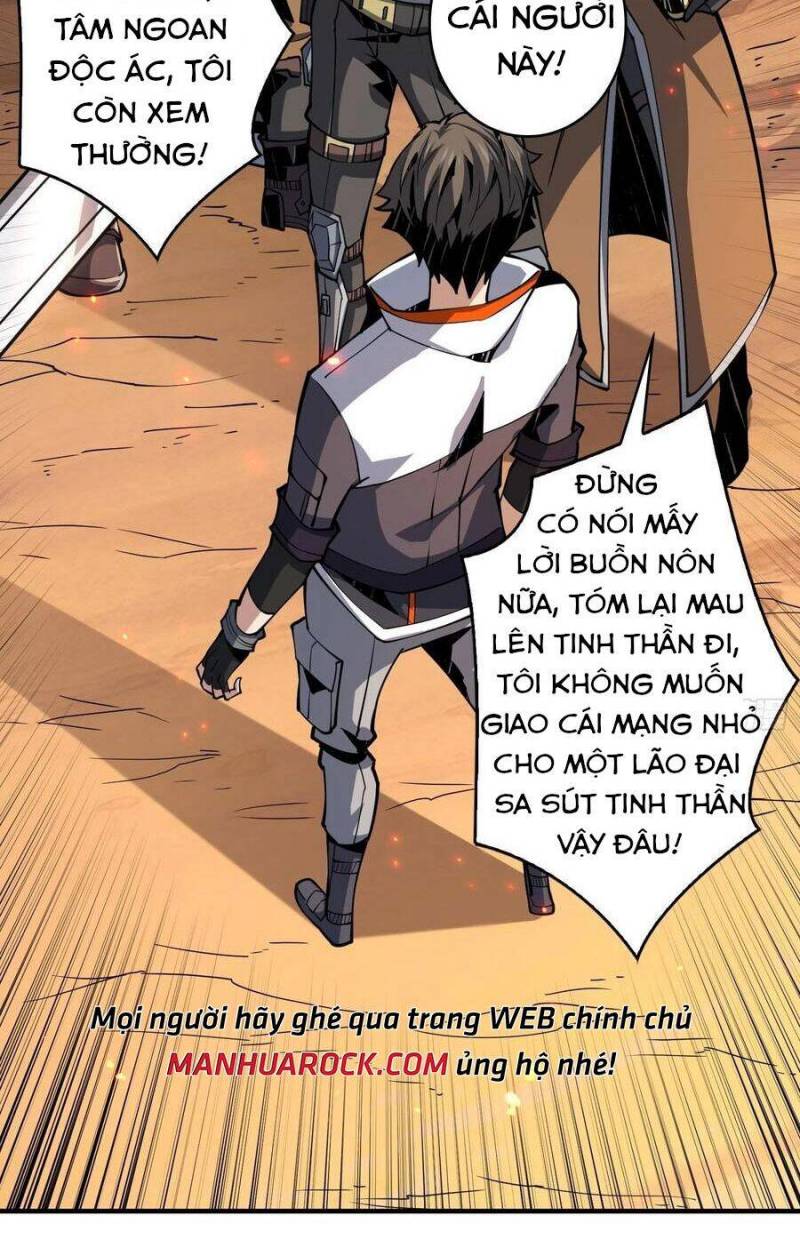 TÂM NGOAN
ĐỘC ÁC, TÔI
CÒN XEM
THƯỜNG!
CÁI NGƯƠI
NÀY!
ĐỪNG
CÓ NÓI MẤY
LỜI BUỒN NÔN
NỮA, TÓM LẠI MAU
LÊN TINH THẦN ĐI,
TÔI KHÔNG MUỐN
GIAO CÁI MẠNG NHỎ
CHO MỘT LÃO ĐẠI
SA SÚT TINH THẦN
VẬY ĐÂU!
Mọi người hãy ghé qua trang WEB chính chủ
MANHUAROCK.COM ủng hộ nhé!